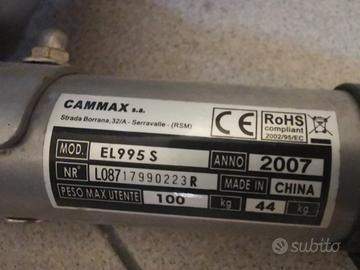 CAMMAX s.a.
Strada Borrana, 32/A - Serravalle - (RSM)
CE
RoHS
compliant
2002/95/EC
MOD. EL995 S ANNO 2007
NR° L08717990223R MADE IN CHINA
PESO MAX UTENTE 100 kg 44 kg
subito